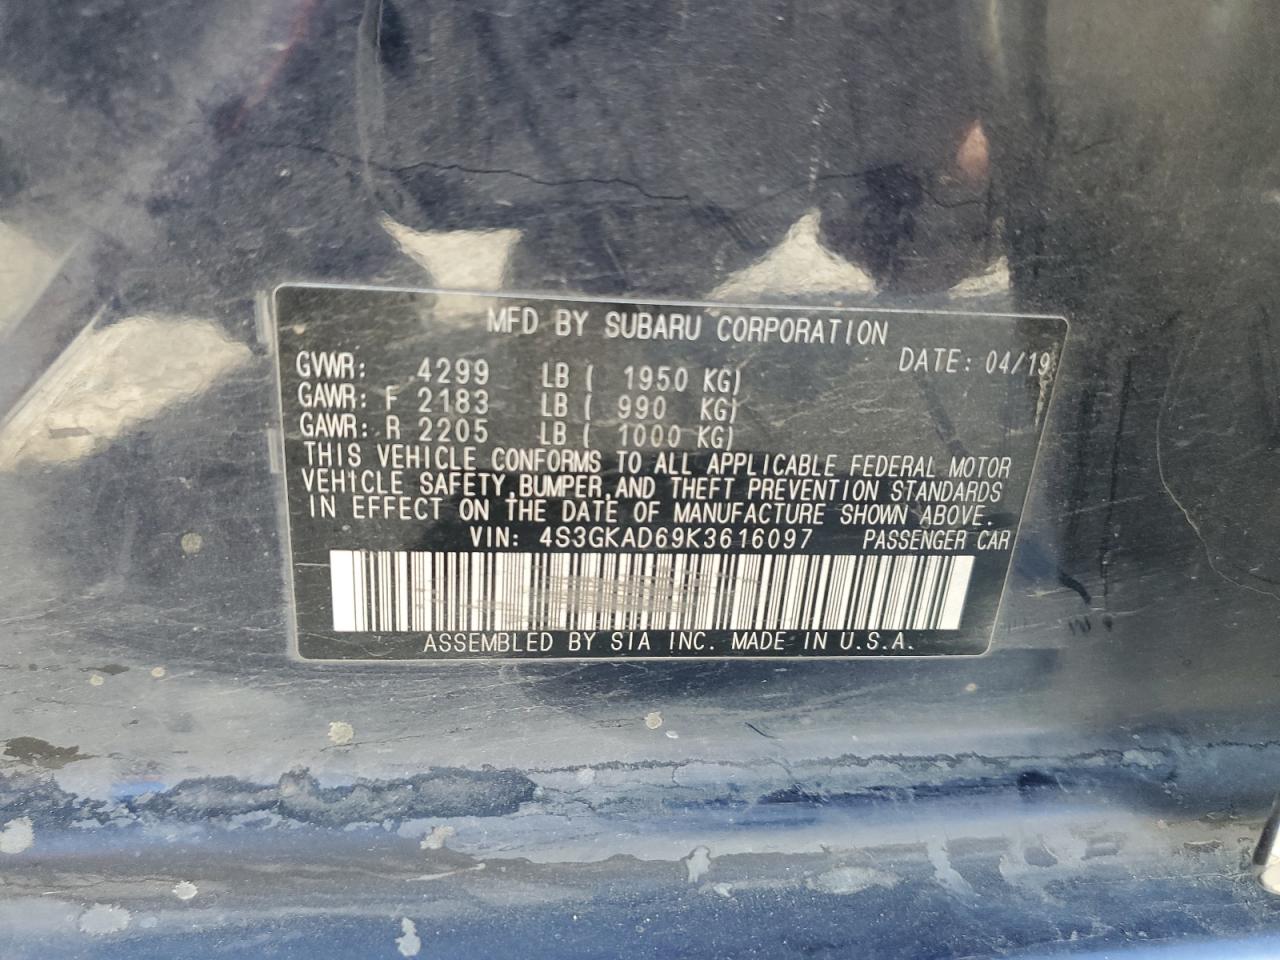 MFD BY SUBARU CORPORATION
DATE: 04/19
GVWR: 4299 LB ( 1950 KG)
GAWR: F 2183 LB ( 990 KG)
GAWR: R 2205 LB ( 1000 KG)
THIS VEHICLE CONFORMS TO ALL APPLICABLE FEDERAL MOTOR
VEHICLE SAFETY,BUMPER,AND THEFT PREVENTION STANDARDS
IN EFFECT ON THE DATE OF MANUFACTURE SHOWN ABOVE.
VIN: 4S3GKAD69K3616097 PASSENGER CAR
ASSEMBLED BY SIA INC. MADE IN U.S.A.